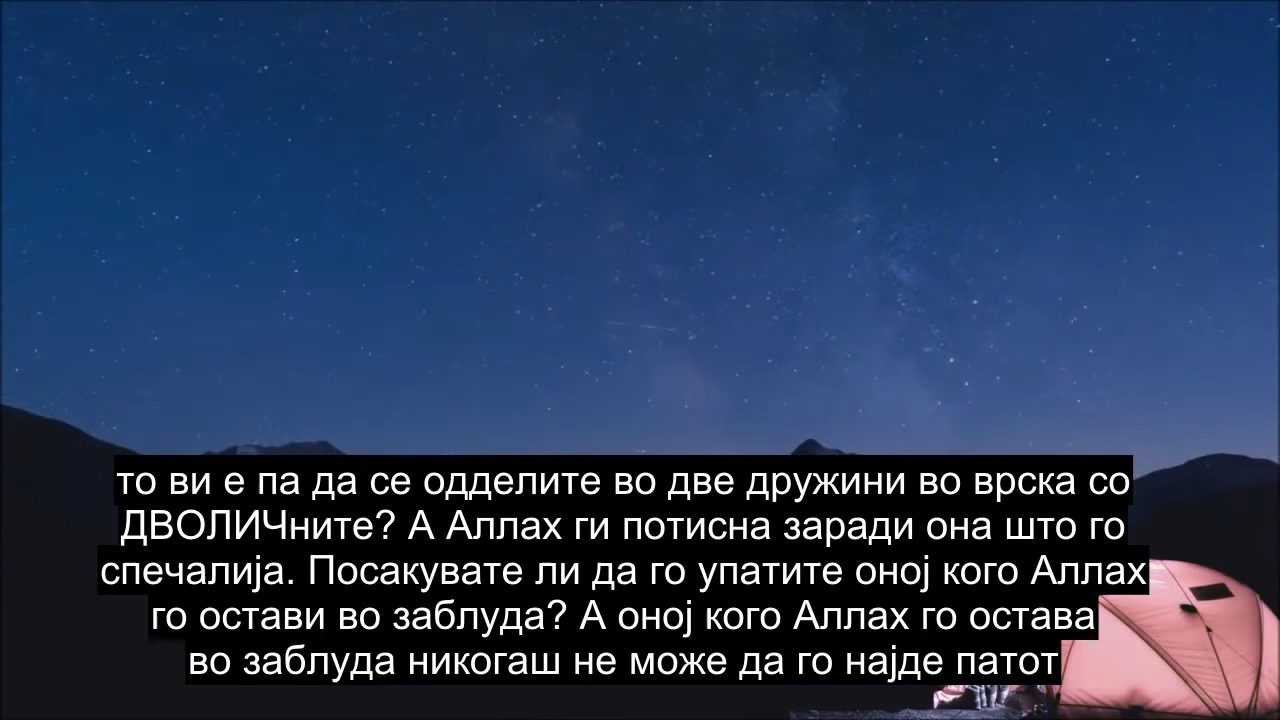 то ви е па да се одделите во две дружини во врска со
ДВОЛИЧните? А Аллах ги потисна заради она што го
спечалија. Посакувате ли да го упатите оној кого Аллах
го остави во заблуда? А оној кого Аллах го остава
во заблуда никогаш не може да го најде патот